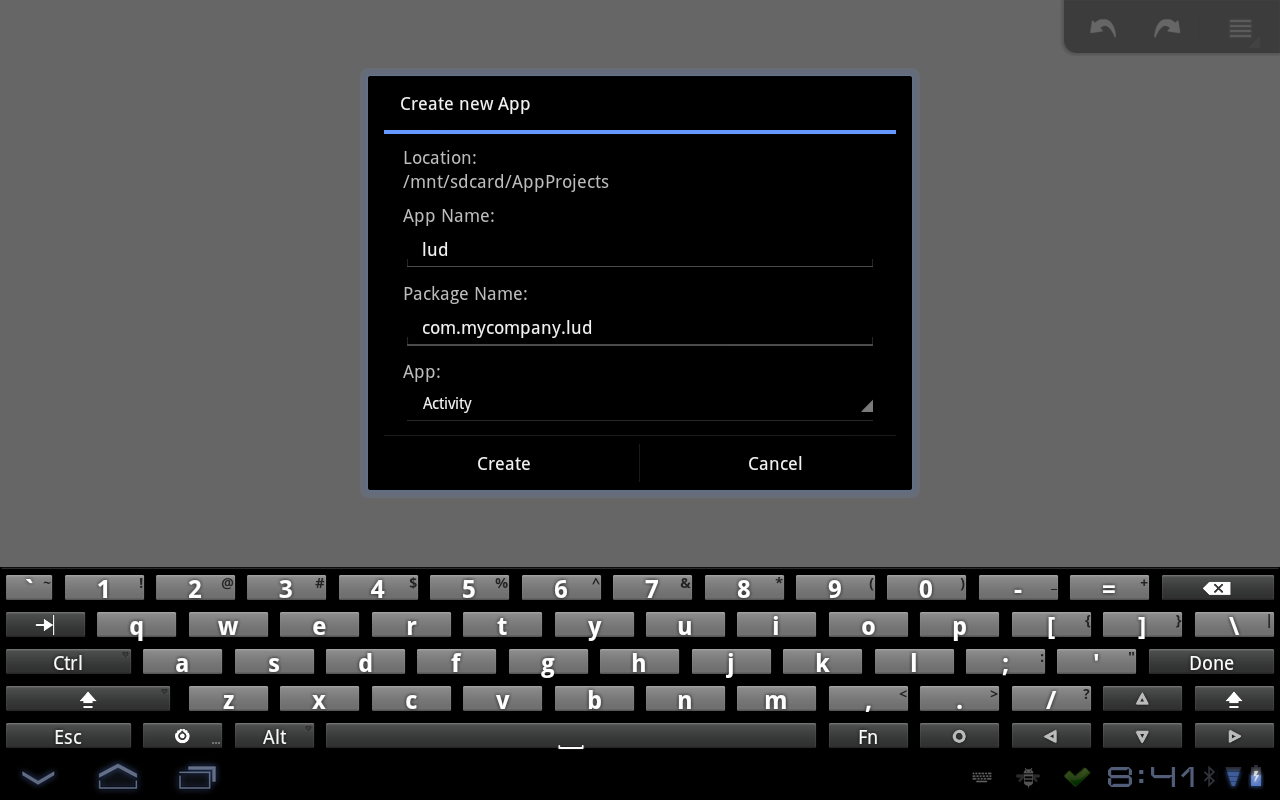 Create new App
Location:
/mnt/sdcard/AppProjects
App Name:
lud
Package Name:
com.mycompany.lud
App:
Activity
Create Cancel
` ~ 1 ! 2 @ 3 # 4 $ 5 % 6 ^ 7 & 8 * 9 ( 0 ) - _ = +
q w e r t y u i o p [ { ] } \ |
Ctrl a s d f g h j k l ; : ' " Done
z x c v b n m , < . > / ?
Esc ... Alt Fn
8:41